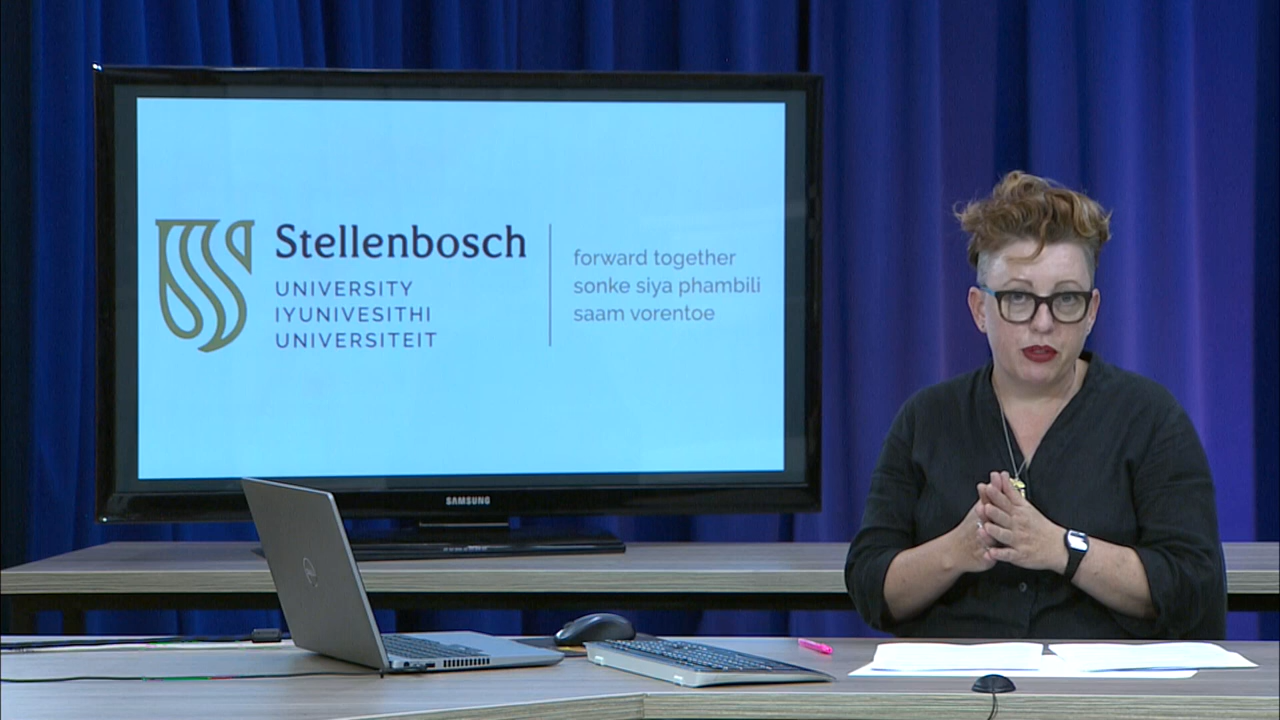 Stellenbosch
UNIVERSITY
IYUNIVESITHI
UNIVERSITEIT
forward together
sonke siya phambili
saam vorentoe
SAMSUNG